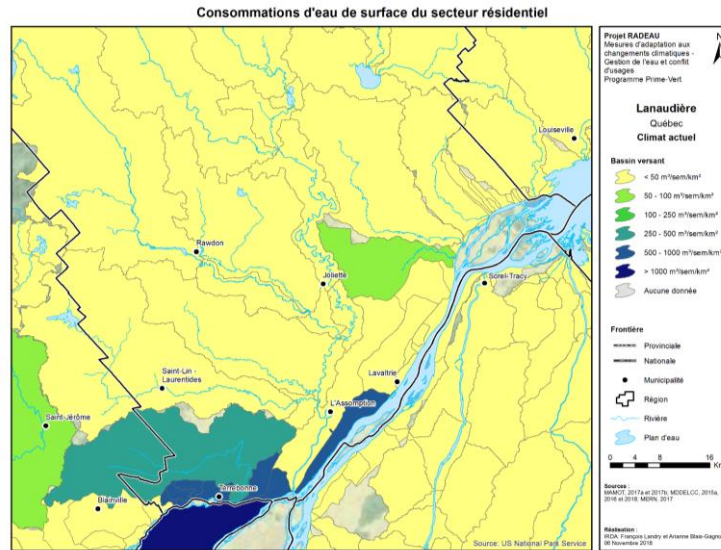 Consommations d'eau de surface du secteur résidentiel
Louiseville
Rawdon
Joliette
Sorel-Tracy
Saint-Lin -
Laurentides
Lavaltrie
L'Assomption
Saint-Jérôme
Terrebonne
Blainville
Source: US National Park Service
Projet RADEAU
Mesures d'adaptation aux
changements climatiques -
Gestion de l'eau et conflit
d'usages
Programme Prime-Vert
N
Lanaudière
Québec
Climat actuel
Bassin versant
< 50 m³/sem/km²
50 - 100 m³/sem/km²
100 - 250 m³/sem/km²
250 - 500 m³/sem/km²
500 - 1000 m³/sem/km²
> 1000 m³/sem/km²
Aucune donnée
Frontière
Provinciale
Nationale
Municipalité
Région
Rivière
Plan d'eau
0 4 8 16
Km
Sources :
MAMOT, 2017a et 2017b; MDDELCC, 2015a,
2016 et 2018; MERN, 2017
Réalisation :
IRDA: François Landry et Arianne Blais-Gagnon
06 Novembre 2018